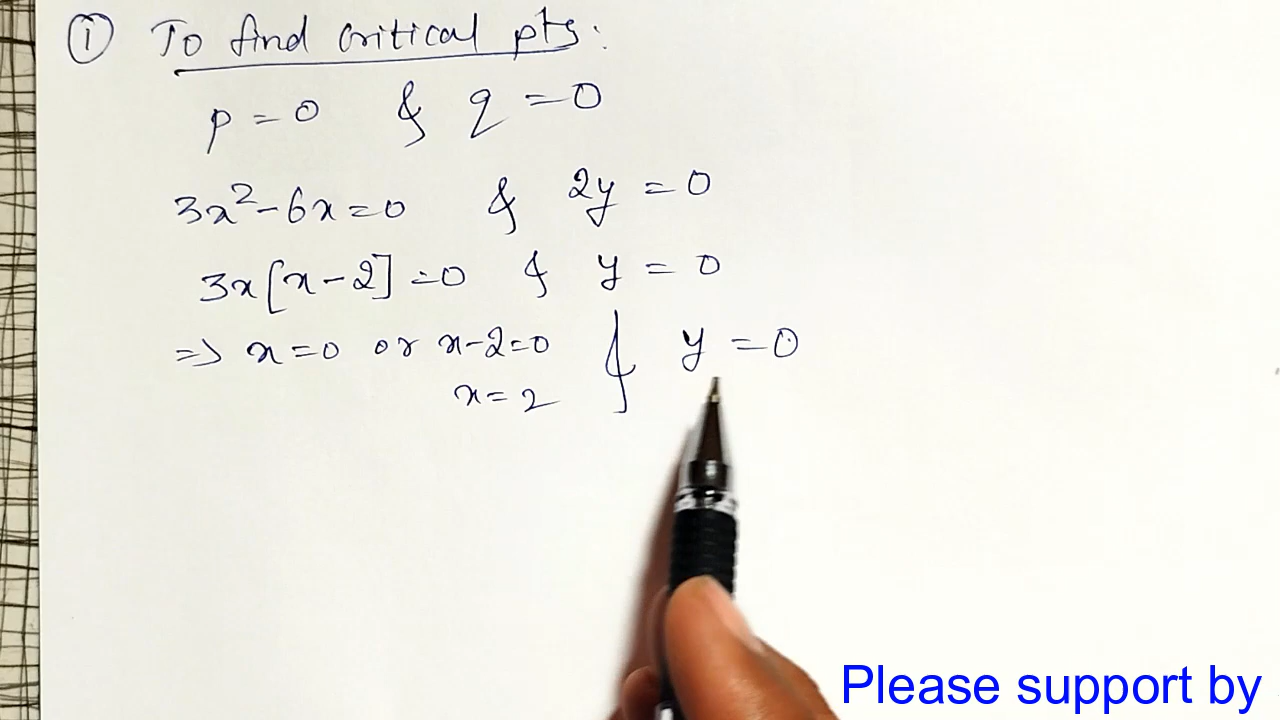 ① To find critical pts:
p = 0 & q = 0
3x² - 6x = 0 & 2y = 0
3x[x - 2] = 0 & y = 0
=> x = 0 or x - 2 = 0 & y = 0
x = 2
Please support by